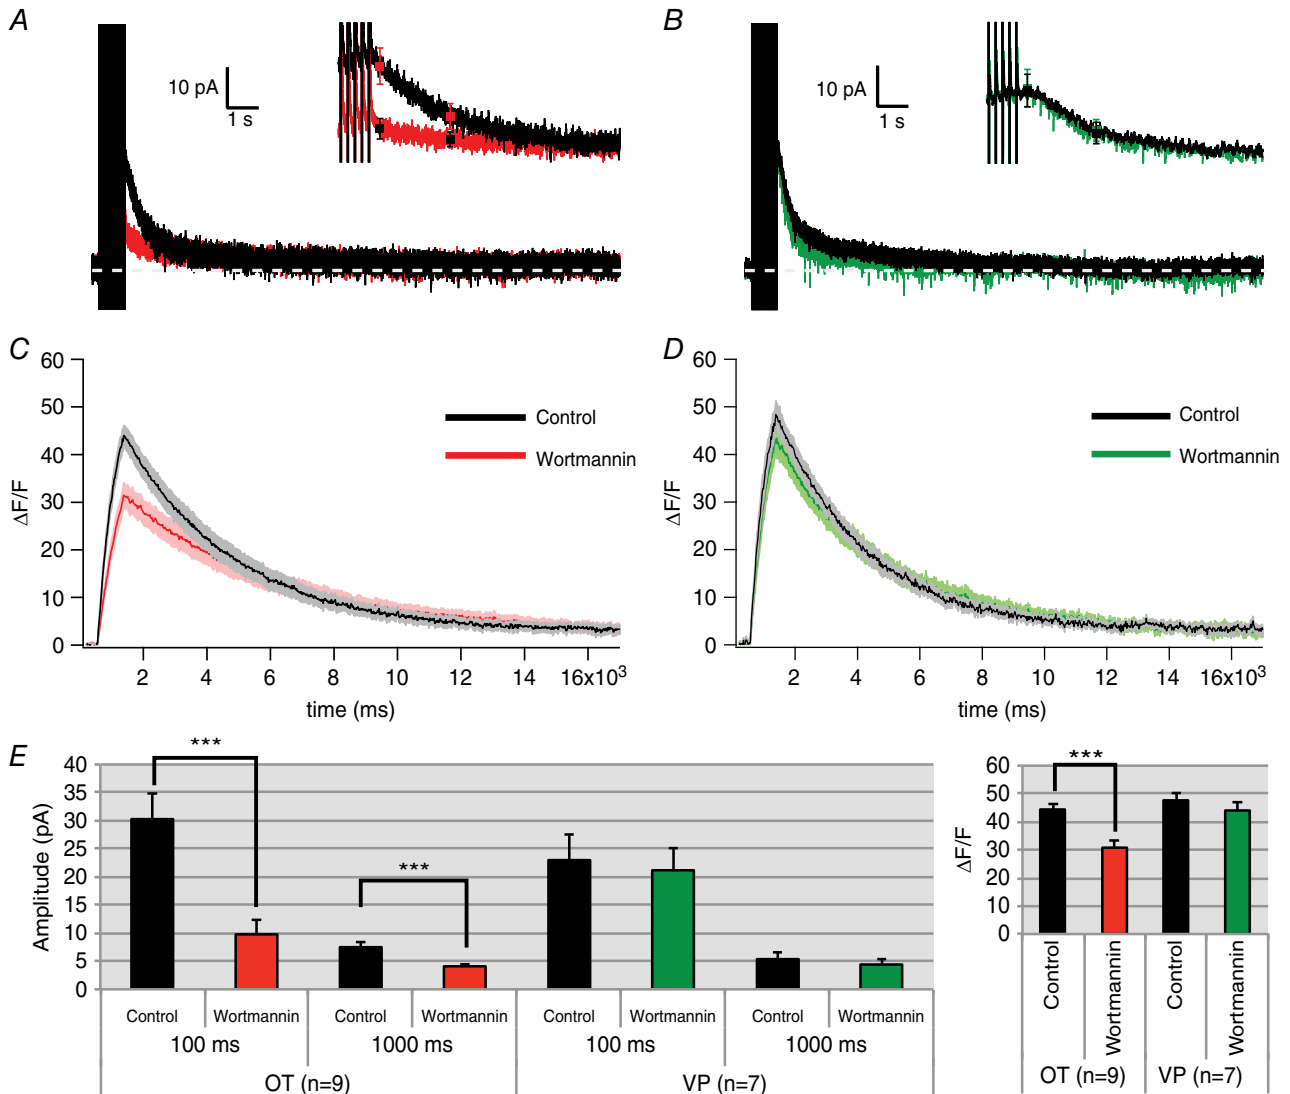 A
B
10 pA
1 s
10 pA
1 s
C
60
50
40
30
20
10
0
ΔF/F
Control
Wortmannin
2 4 6 8 10 12 14 16x10³
time (ms)
D
60
50
40
30
20
10
0
ΔF/F
Control
Wortmannin
2 4 6 8 10 12 14 16x10³
time (ms)
E
40
35
30
25
20
15
10
5
0
Amplitude (pA)
***
***
Control Wortmannin Control Wortmannin Control Wortmannin Control Wortmannin
100 ms 1000 ms 100 ms 1000 ms
OT (n=9) VP (n=7)
60
50
40
30
20
10
0
ΔF/F
***
Control Wortmannin Control Wortmannin
OT (n=9) VP (n=7)